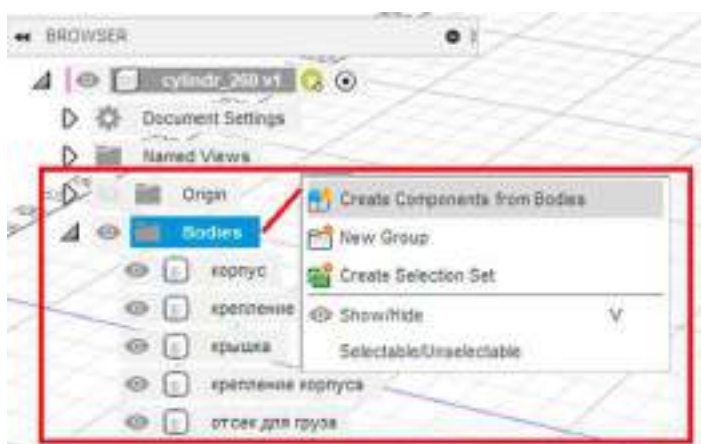 BROWSER
cylindr_260 v1
Document Settings
Named Views
Origin
Bodies
Create Components from Bodies
New Group
Create Selection Set
Show/Hide V
Selectable/Unselectable
корпус
крепление
крышка
крепление корпуса
отсек для груза